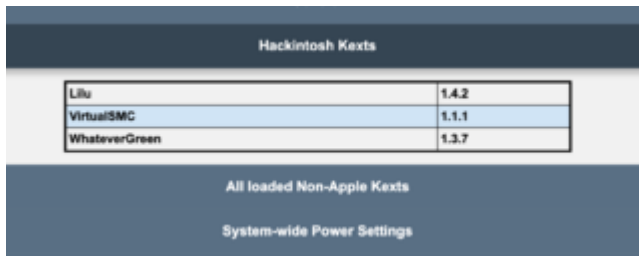 Hackintosh Kexts
Lilu 1.4.2
VirtualSMC 1.1.1
WhateverGreen 1.3.7
All loaded Non-Apple Kexts
System-wide Power Settings